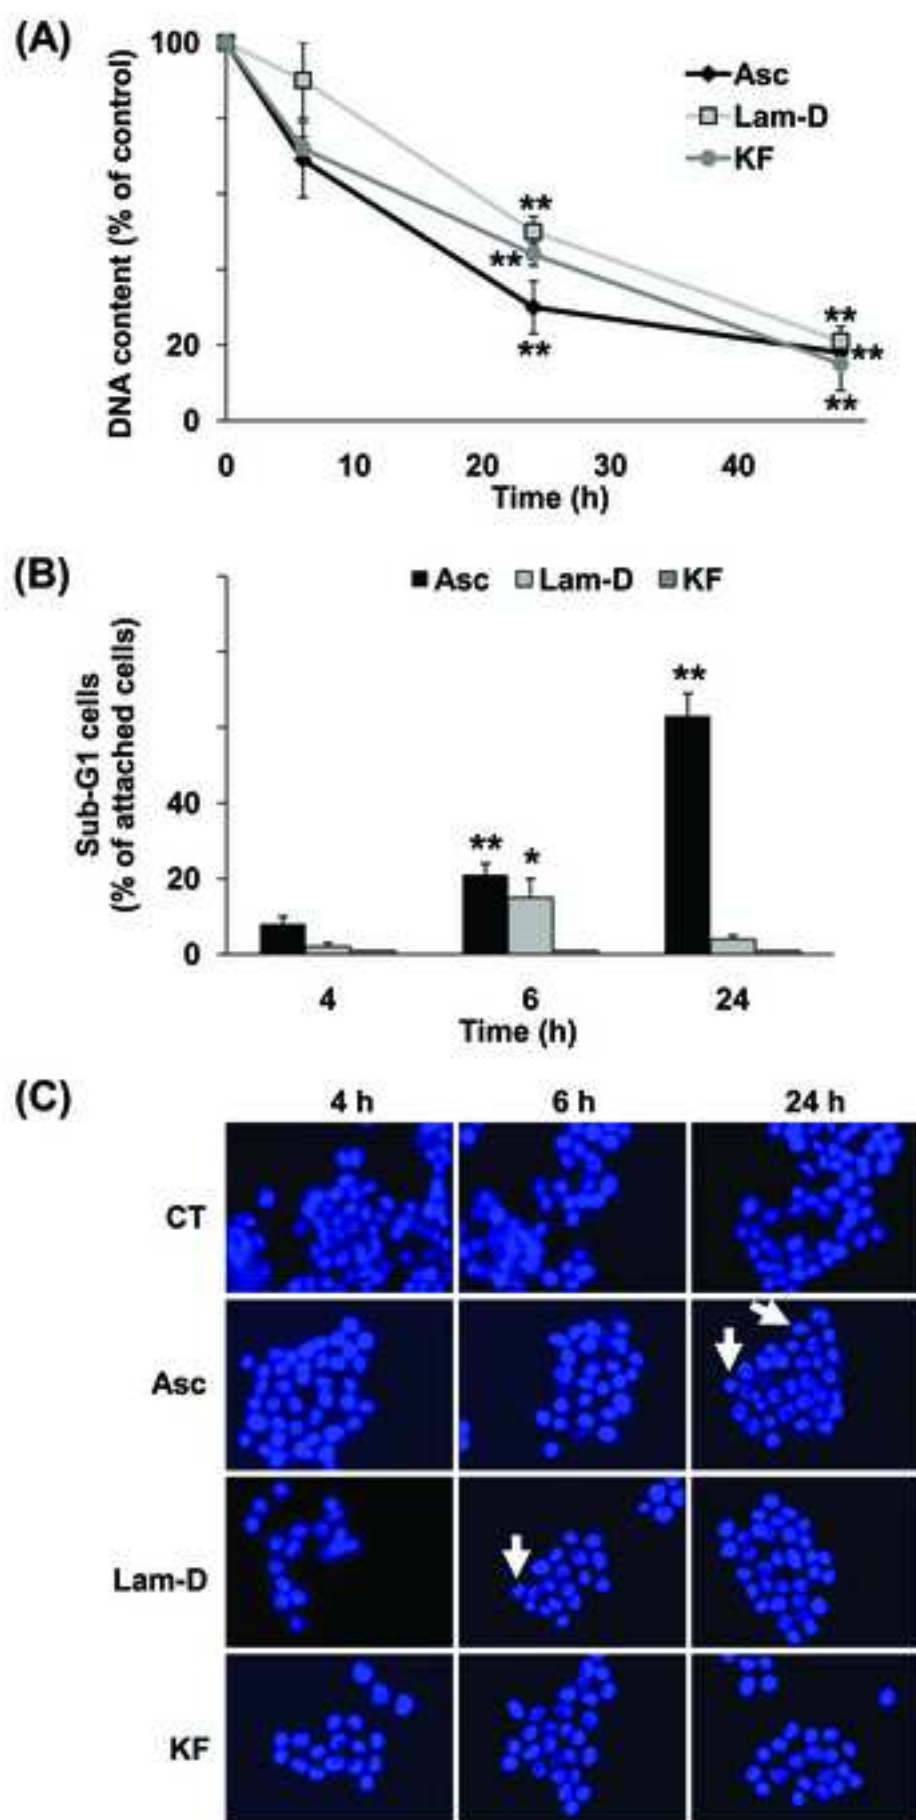 (A)
DNA content (% of control)
100
20
0
Asc
Lam-D
KF
**
**
**
**
**
**
0 10 20 30 40
Time (h)
(B)
Sub-G1 cells
(% of attached cells)
Asc Lam-D KF
40
20
0
**
*
**
4 6 24
Time (h)
(C)
4 h 6 h 24 h
CT
Asc
Lam-D
KF